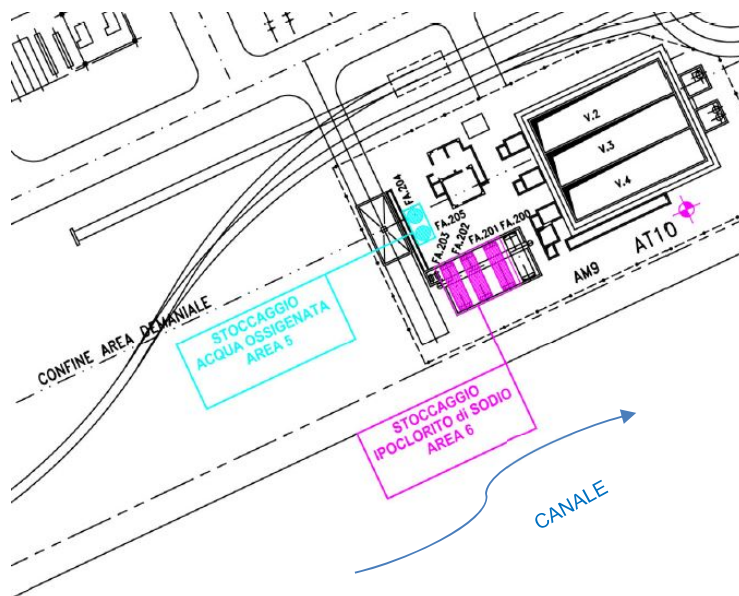 V.2
V.3
V.4
FA.204
FA.205
FA.203
FA.202
FA.201
FA.200
AT10
AM9
CONFINE AREA DEMANIALE
STOCCAGGIO
ACQUA OSSIGENATA
AREA 5
STOCCAGGIO
IPOCLORITO di SODIO
AREA 6
CANALE